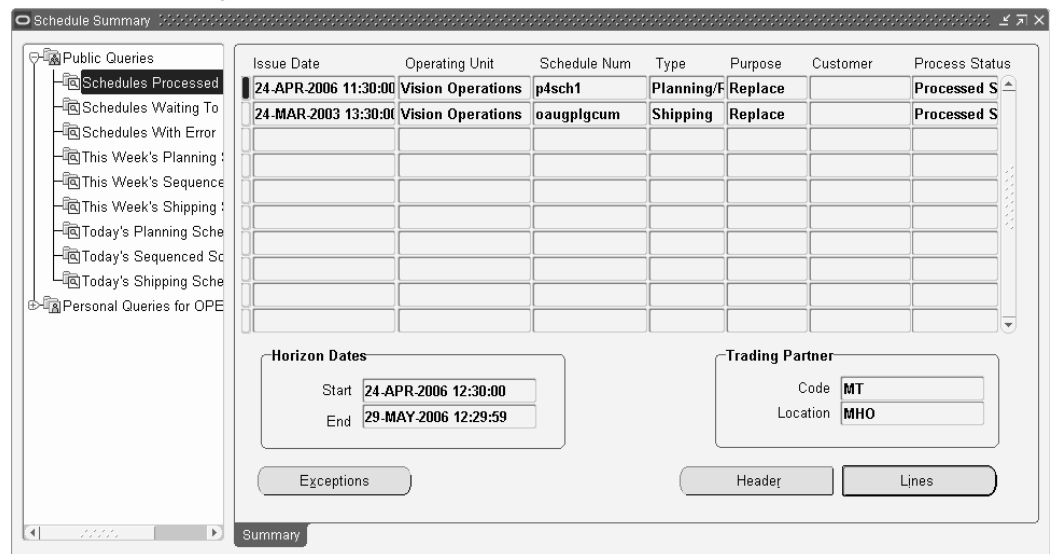 Schedule Summary
Public Queries
Schedules Processed
Schedules Waiting To
Schedules With Error
This Week's Planning
This Week's Sequence
This Week's Shipping
Today's Planning Sche
Today's Sequenced Sc
Today's Shipping Sche
Personal Queries for OPE
Issue Date Operating Unit Schedule Num Type Purpose Customer Process Status
24-APR-2006 11:30:00 Vision Operations p4sch1 Planning/F Replace Processed S
24-MAR-2003 13:30:00 Vision Operations oaugplgcum Shipping Replace Processed S
Horizon Dates
Start 24-APR-2006 12:30:00
End 29-MAY-2006 12:29:59
Trading Partner
Code MT
Location MHO
Exceptions
Header
Lines
Summary